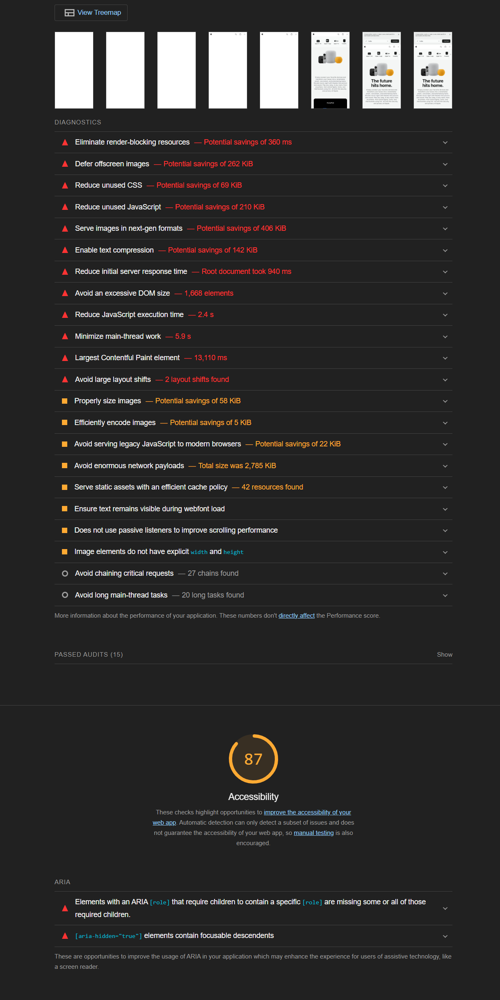 View Treemap
The future
hits home.
The future
hits home.
DIAGNOSTICS
Eliminate render-blocking resources — Potential savings of 360 ms
Defer offscreen images — Potential savings of 262 KiB
Reduce unused CSS — Potential savings of 69 KiB
Reduce unused JavaScript — Potential savings of 210 KiB
Serve images in next-gen formats — Potential savings of 406 KiB
Enable text compression — Potential savings of 142 KiB
Reduce initial server response time — Root document took 940 ms
Avoid an excessive DOM size — 1,668 elements
Reduce JavaScript execution time — 2.4 s
Minimize main-thread work — 5.9 s
Largest Contentful Paint element — 13,110 ms
Avoid large layout shifts — 2 layout shifts found
Properly size images — Potential savings of 58 KiB
Efficiently encode images — Potential savings of 5 KiB
Avoid serving legacy JavaScript to modern browsers — Potential savings of 22 KiB
Avoid enormous network payloads — Total size was 2,785 KiB
Serve static assets with an efficient cache policy — 42 resources found
Ensure text remains visible during webfont load
Does not use passive listeners to improve scrolling performance
Image elements do not have explicit width and height
Avoid chaining critical requests — 27 chains found
Avoid long main-thread tasks — 20 long tasks found
More information about the performance of your application. These numbers don't directly affect the Performance score.
PASSED AUDITS (15) Show
87
Accessibility
These checks highlight opportunities to improve the accessibility of your
web app. Automatic detection can only detect a subset of issues and does
not guarantee the accessibility of your web app, so manual testing is also
encouraged.
ARIA
Elements with an ARIA [role] that require children to contain a specific [role] are missing some or all of those
required children.
[aria-hidden="true"] elements contain focusable descendents
These are opportunities to improve the usage of ARIA in your application which may enhance the experience for users of assistive technology, like
a screen reader.